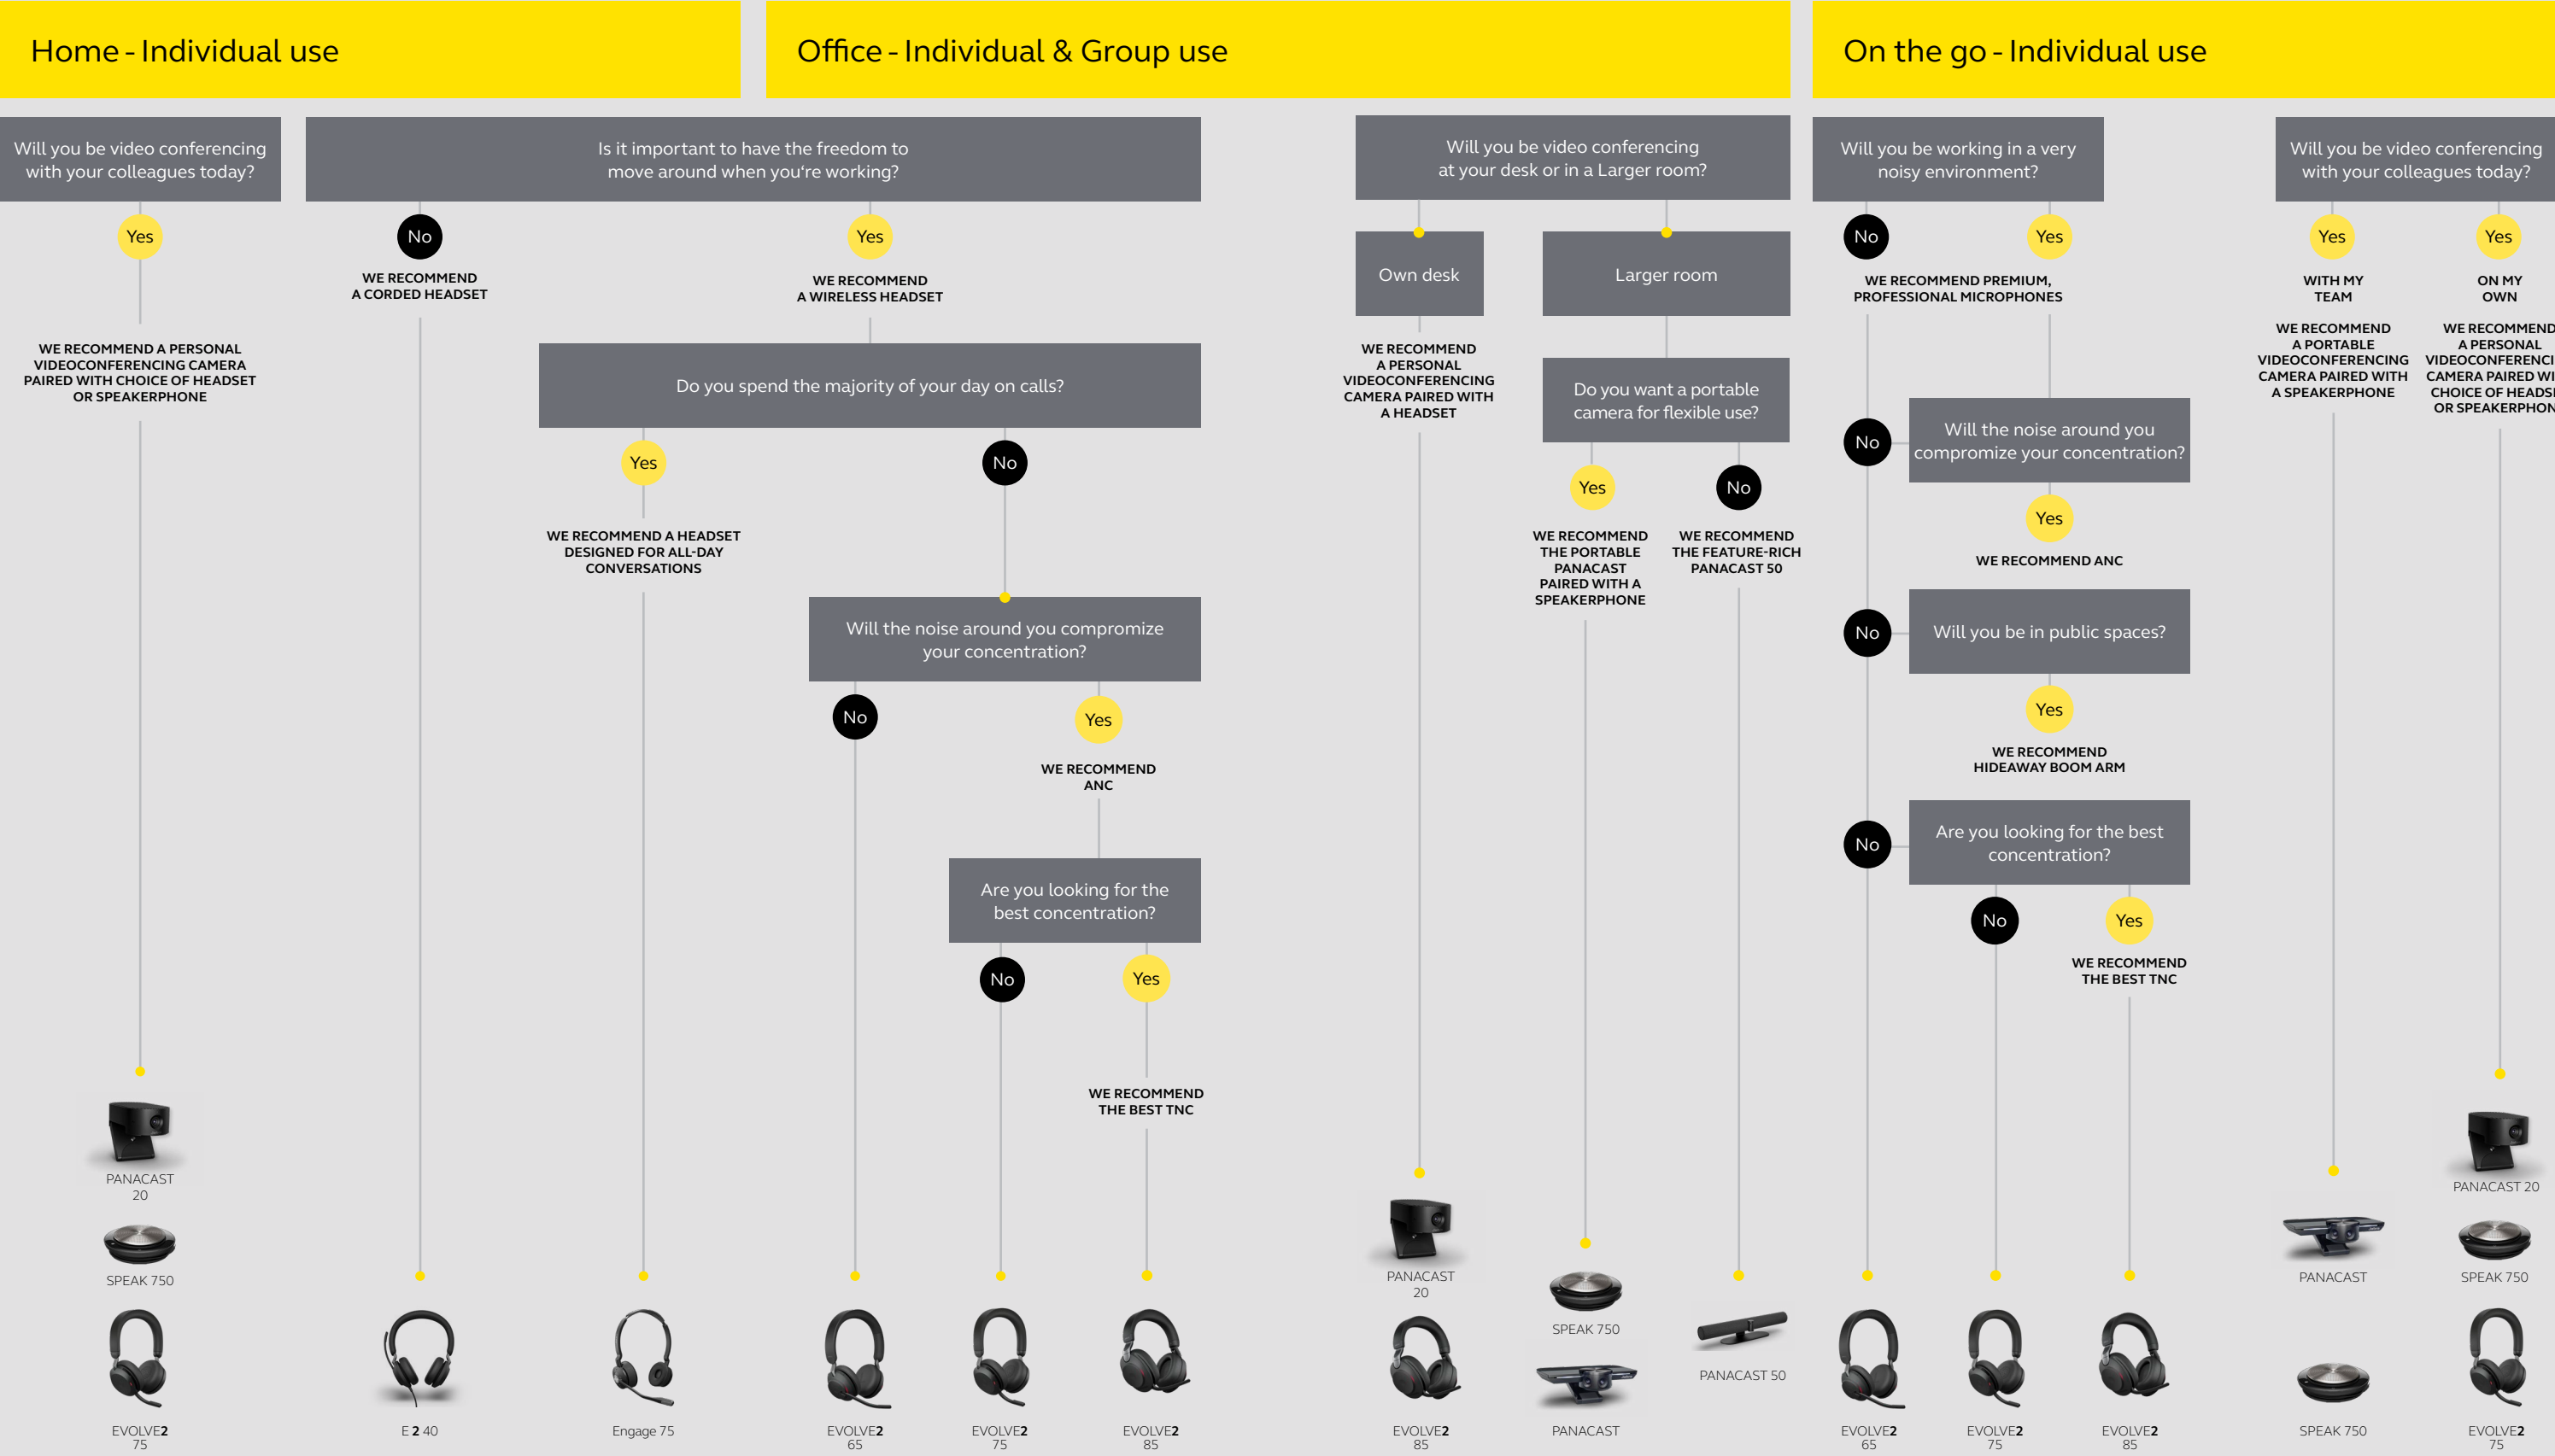 Home - Individual use
Office - Individual & Group use
On the go - Individual use
Will you be video conferencing
with your colleagues today?
Yes
WE RECOMMEND A PERSONAL
VIDEOCONFERENCING CAMERA
PAIRED WITH CHOICE OF HEADSET
OR SPEAKERPHONE
PANACAST
20
SPEAK 750
EVOLVE2
75
Is it important to have the freedom to
move around when you're working?
No
WE RECOMMEND
A CORDED HEADSET
E 2 40
Yes
WE RECOMMEND
A WIRELESS HEADSET
Do you spend the majority of your day on calls?
Yes
WE RECOMMEND A HEADSET
DESIGNED FOR ALL-DAY
CONVERSATIONS
Engage 75
No
Will the noise around you compromize
your concentration?
No
EVOLVE2
65
Yes
WE RECOMMEND
ANC
Are you looking for the
best concentration?
No
EVOLVE2
75
Yes
WE RECOMMEND
THE BEST TNC
EVOLVE2
85
Will you be video conferencing
at your desk or in a Larger room?
Own desk
WE RECOMMEND
A PERSONAL
VIDEOCONFERENCING
CAMERA PAIRED WITH
A HEADSET
PANACAST
20
EVOLVE2
85
Larger room
Do you want a portable
camera for flexible use?
Yes
WE RECOMMEND
THE PORTABLE
PANACAST
PAIRED WITH A
SPEAKERPHONE
SPEAK 750
PANACAST
No
WE RECOMMEND
THE FEATURE-RICH
PANACAST 50
PANACAST 50
Will you be working in a very
noisy environment?
No
Yes
WE RECOMMEND PREMIUM,
PROFESSIONAL MICROPHONES
No
Will the noise around you
compromize your concentration?
Yes
WE RECOMMEND ANC
No
Will you be in public spaces?
Yes
WE RECOMMEND
HIDEAWAY BOOM ARM
No
Are you looking for the best
concentration?
No
Yes
WE RECOMMEND
THE BEST TNC
EVOLVE2
65
EVOLVE2
75
EVOLVE2
85
Will you be video conferencing
with your colleagues today?
Yes
WITH MY
TEAM
WE RECOMMEND
A PORTABLE
VIDEOCONFERENCING
CAMERA PAIRED WITH
A SPEAKERPHONE
PANACAST
SPEAK 750
Yes
ON MY
OWN
WE RECOMMEND
A PERSONAL
VIDEOCONFERENCI
CAMERA PAIRED WI
CHOICE OF HEADSE
OR SPEAKERPHON
PANACAST 20
SPEAK 750
EVOLVE2
75